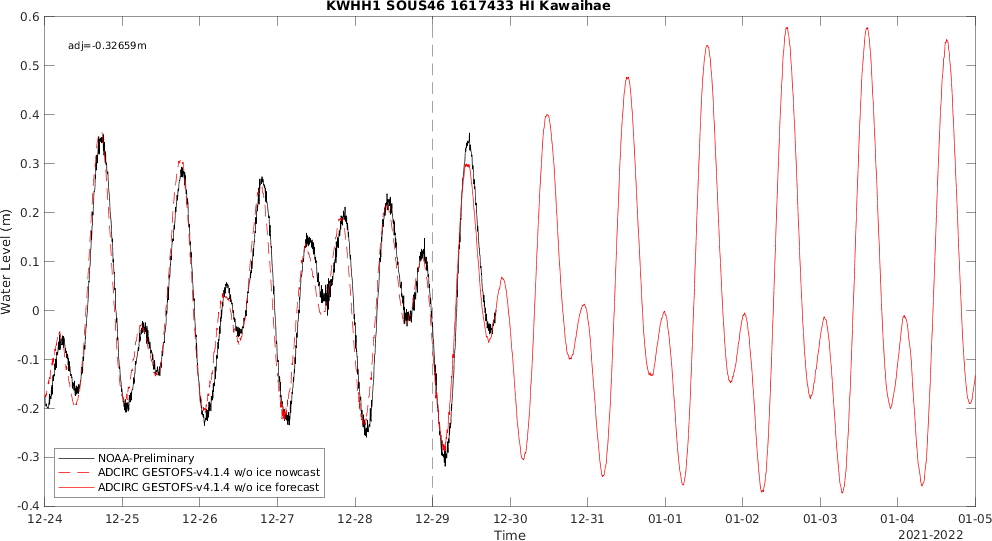 KWHH1 SOUS46 1617433 HI Kawaihae
adj=-0.32659m
Water Level (m)
0.6
0.5
0.4
0.3
0.2
0.1
0
-0.1
-0.2
-0.3
-0.4
NOAA-Preliminary
ADCIRC GESTOFS-v4.1.4 w/o ice nowcast
ADCIRC GESTOFS-v4.1.4 w/o ice forecast
12-24 12-25 12-26 12-27 12-28 12-29 12-30 12-31 01-01 01-02 01-03 01-04 01-05
Time
2021-2022